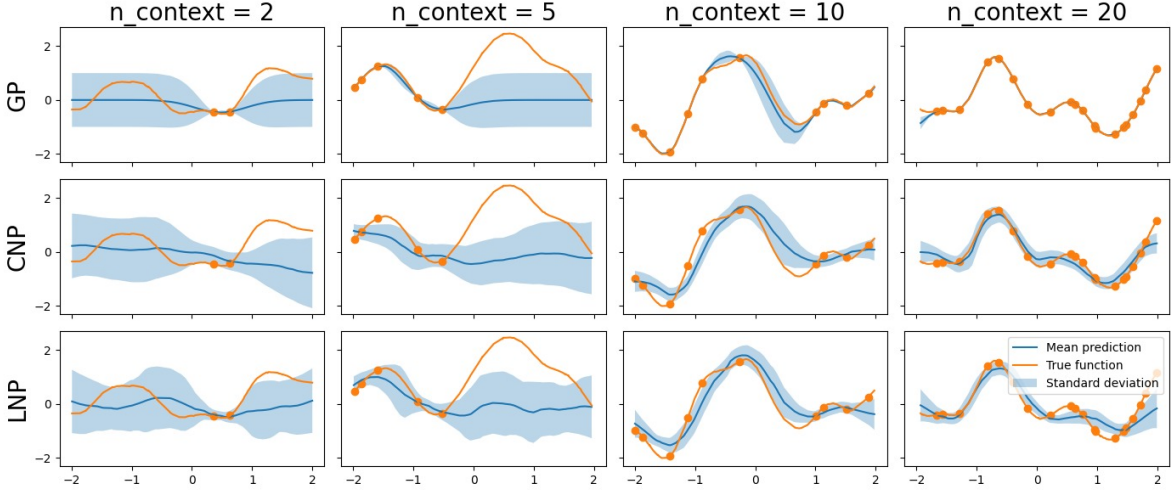 n_context = 2 n_context = 5 n_context = 10 n_context = 20
GP
2
0
−2
CNP
2
0
−2
LNP
2
0
−2
Mean prediction
True function
Standard deviation
−2 −1 0 1 2 −2 −1 0 1 2 −2 −1 0 1 2 −2 −1 0 1 2